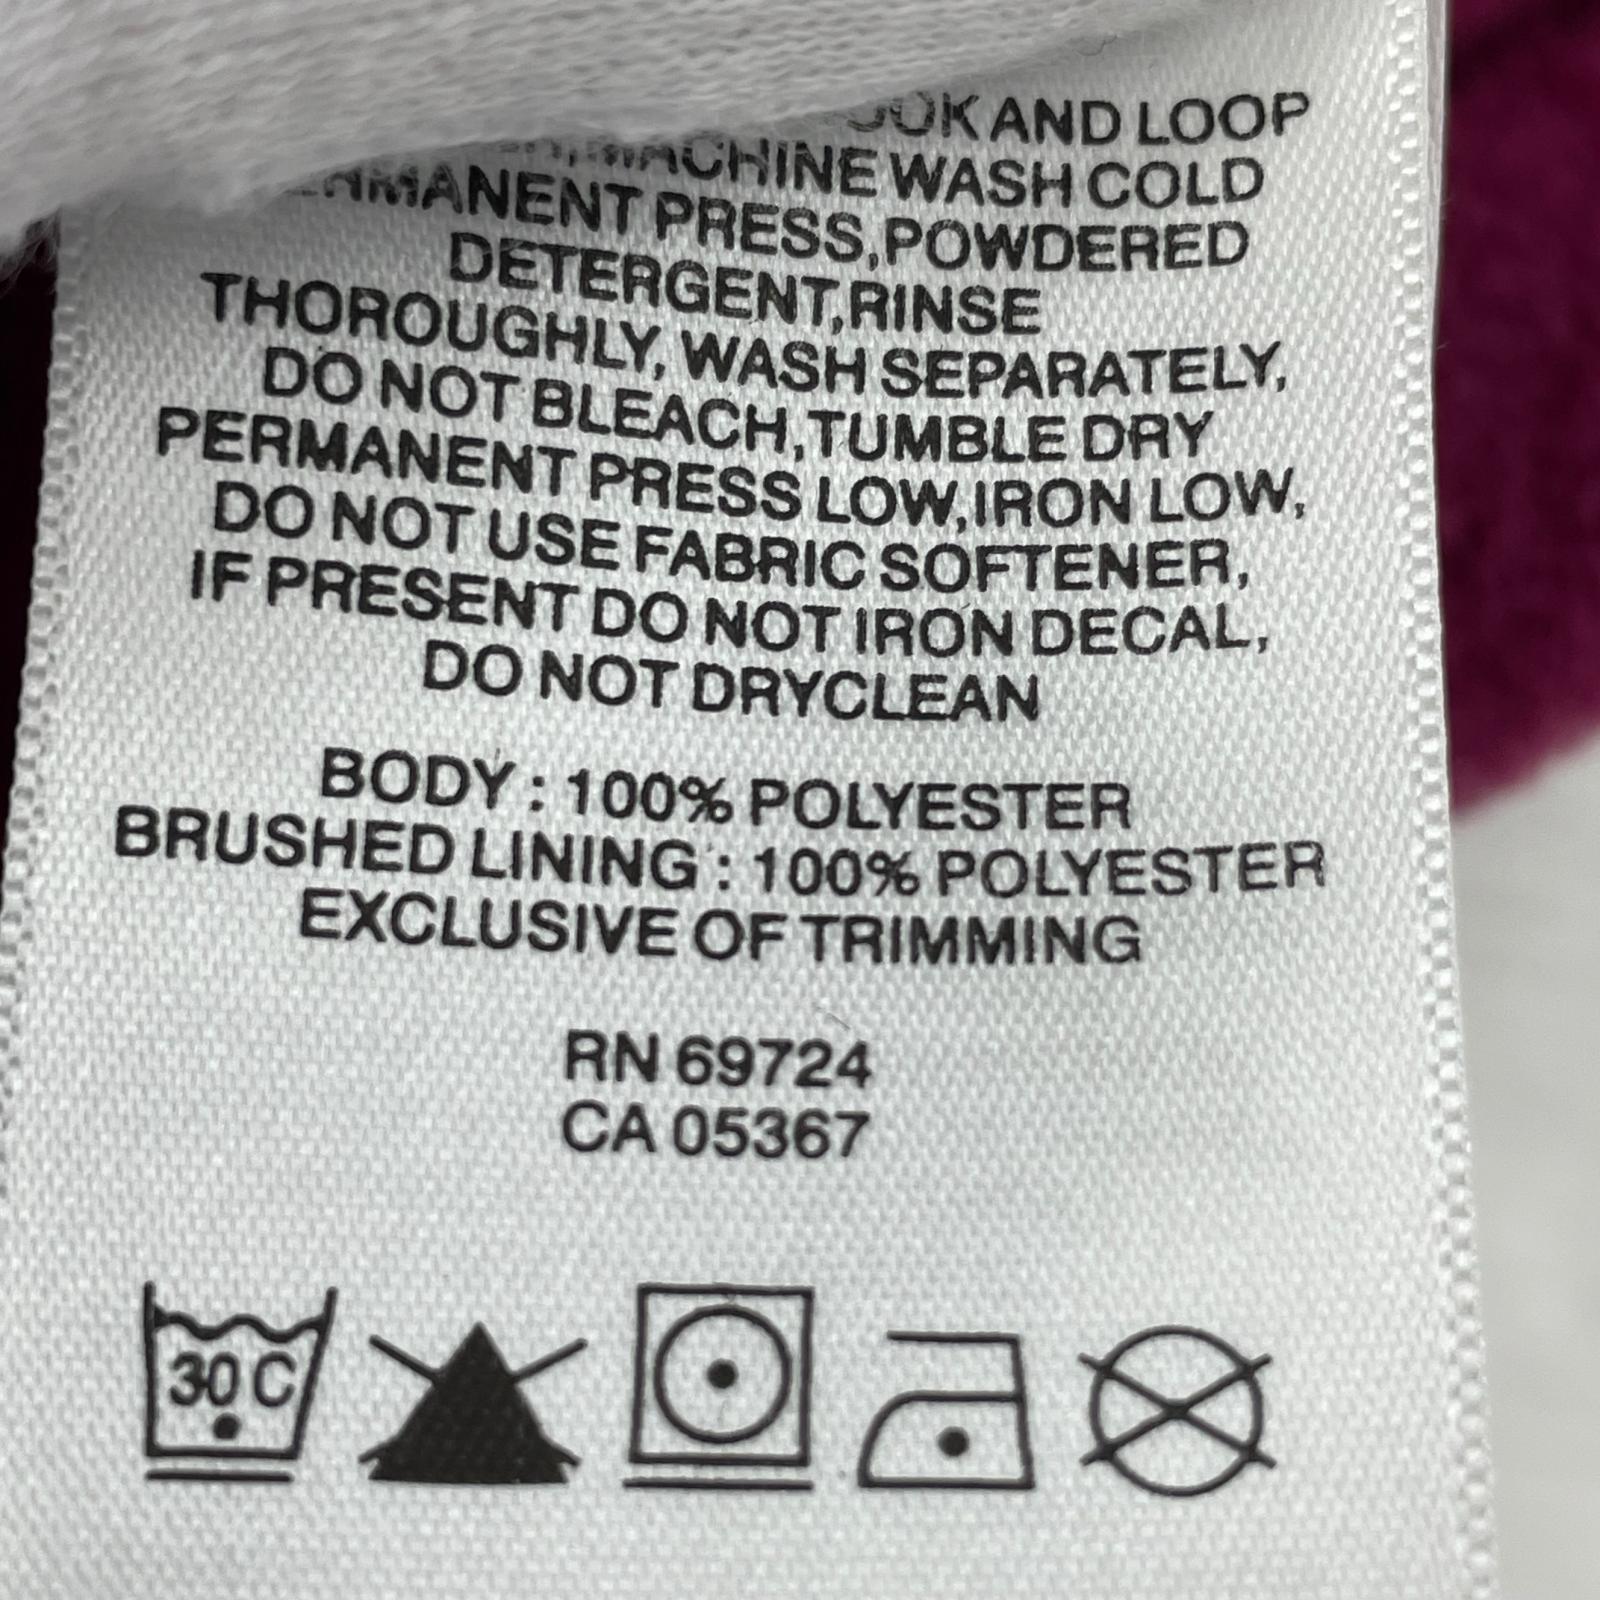 AND LOOP
MACHINE WASH COLD
PERMANENT PRESS,POWDERED
DETERGENT,RINSE
THOROUGHLY, WASH SEPARATELY,
DO NOT BLEACH,TUMBLE DRY
PERMANENT PRESS LOW,IRON LOW,
DO NOT USE FABRIC SOFTENER,
IF PRESENT DO NOT IRON DECAL,
DO NOT DRYCLEAN
BODY : 100% POLYESTER
BRUSHED LINING : 100% POLYESTER
EXCLUSIVE OF TRIMMING
RN 69724
CA 05367
30 C